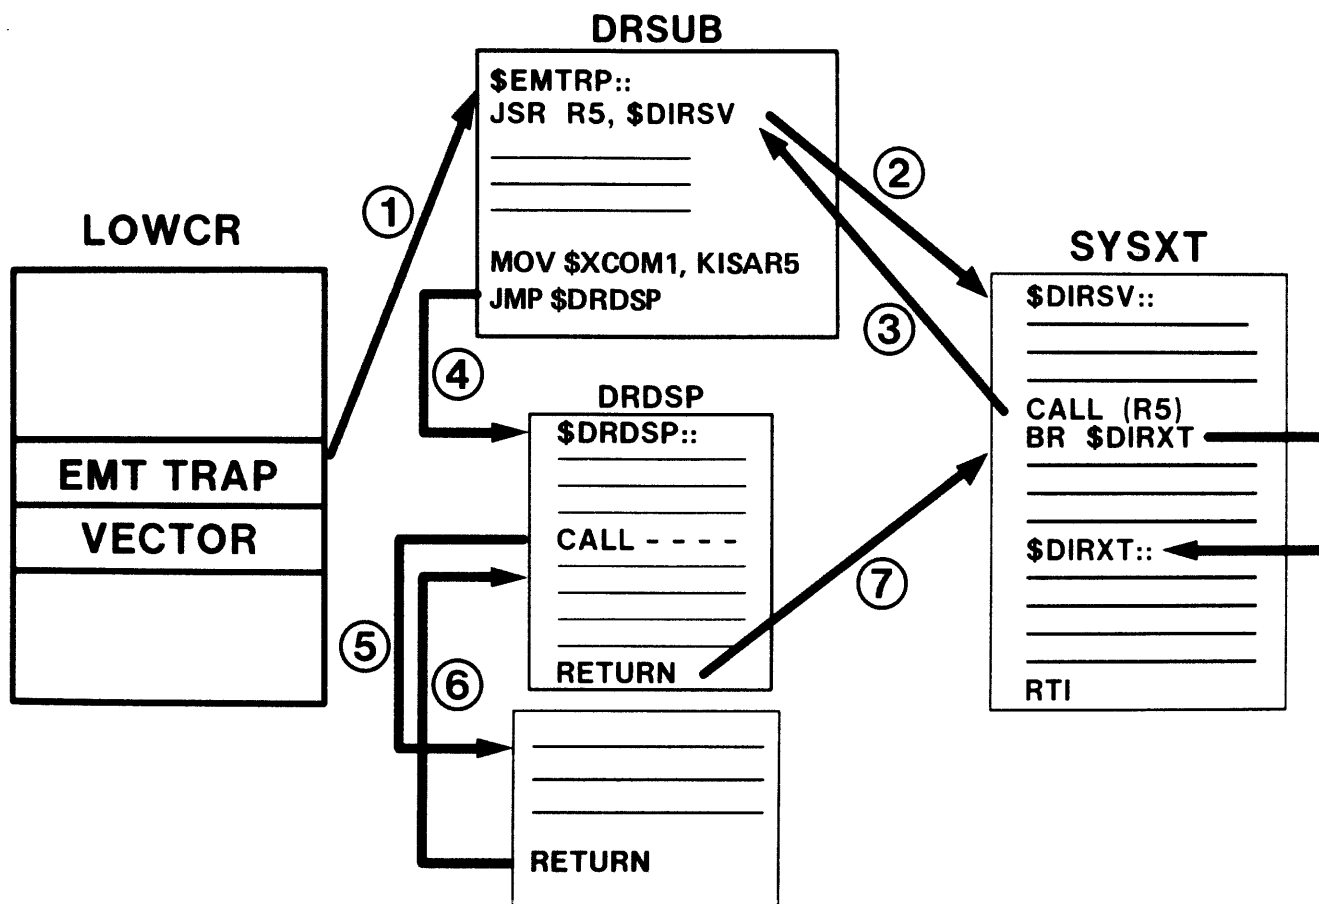 DRSUB
$EMTRP::
JSR R5, $DIRSV
MOV $XCOM1, KISAR5
JMP $DRDSP
1
2
3
4
LOWCR
EMT TRAP
VECTOR
SYSXT
$DIRSV::
CALL (R5)
BR $DIRXT
$DIRXT::
RTI
DRDSP
$DRDSP::
CALL - - - -
RETURN
5
6
7
RETURN